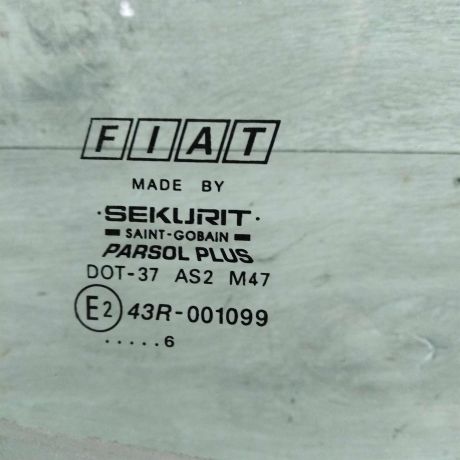 FIAT
MADE BY
·SEKURIT·
SAINT-GOBAIN
PARSOL PLUS
DOT-37 AS2 M47
E2 43R-001099
.....6